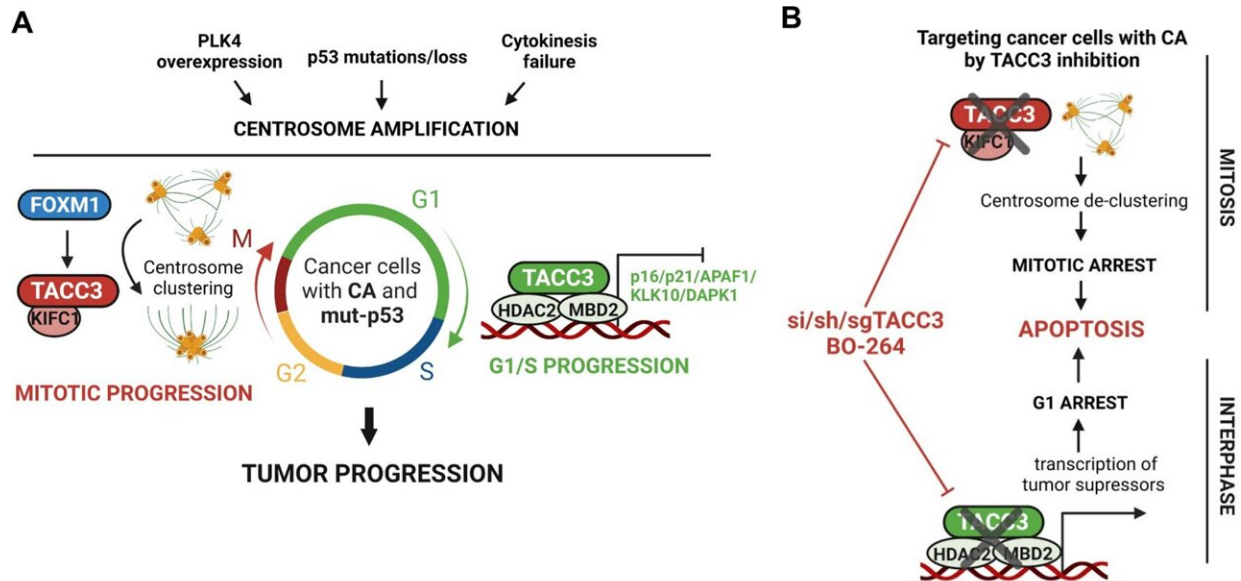 A
PLK4
overexpression
p53 mutations/loss
Cytokinesis
failure
CENTROSOME AMPLIFICATION
FOXM1
TACC3
KIFC1
Centrosome
clustering
MITOTIC PROGRESSION
M
G1
S
G2
Cancer cells
with CA and
mut-p53
TACC3
HDAC2
MBD2
p16/p21/APAF1/
KLK10/DAPK1
G1/S PROGRESSION
TUMOR PROGRESSION
B
Targeting cancer cells with CA
by TACC3 inhibition
TACC3
KIFC1
Centrosome de-clustering
MITOTIC ARREST
APOPTOSIS
G1 ARREST
transcription of
tumor supressors
si/sh/sgTACC3
BO-264
TACC3
HDAC2
MBD2
MITOSIS
INTERPHASE